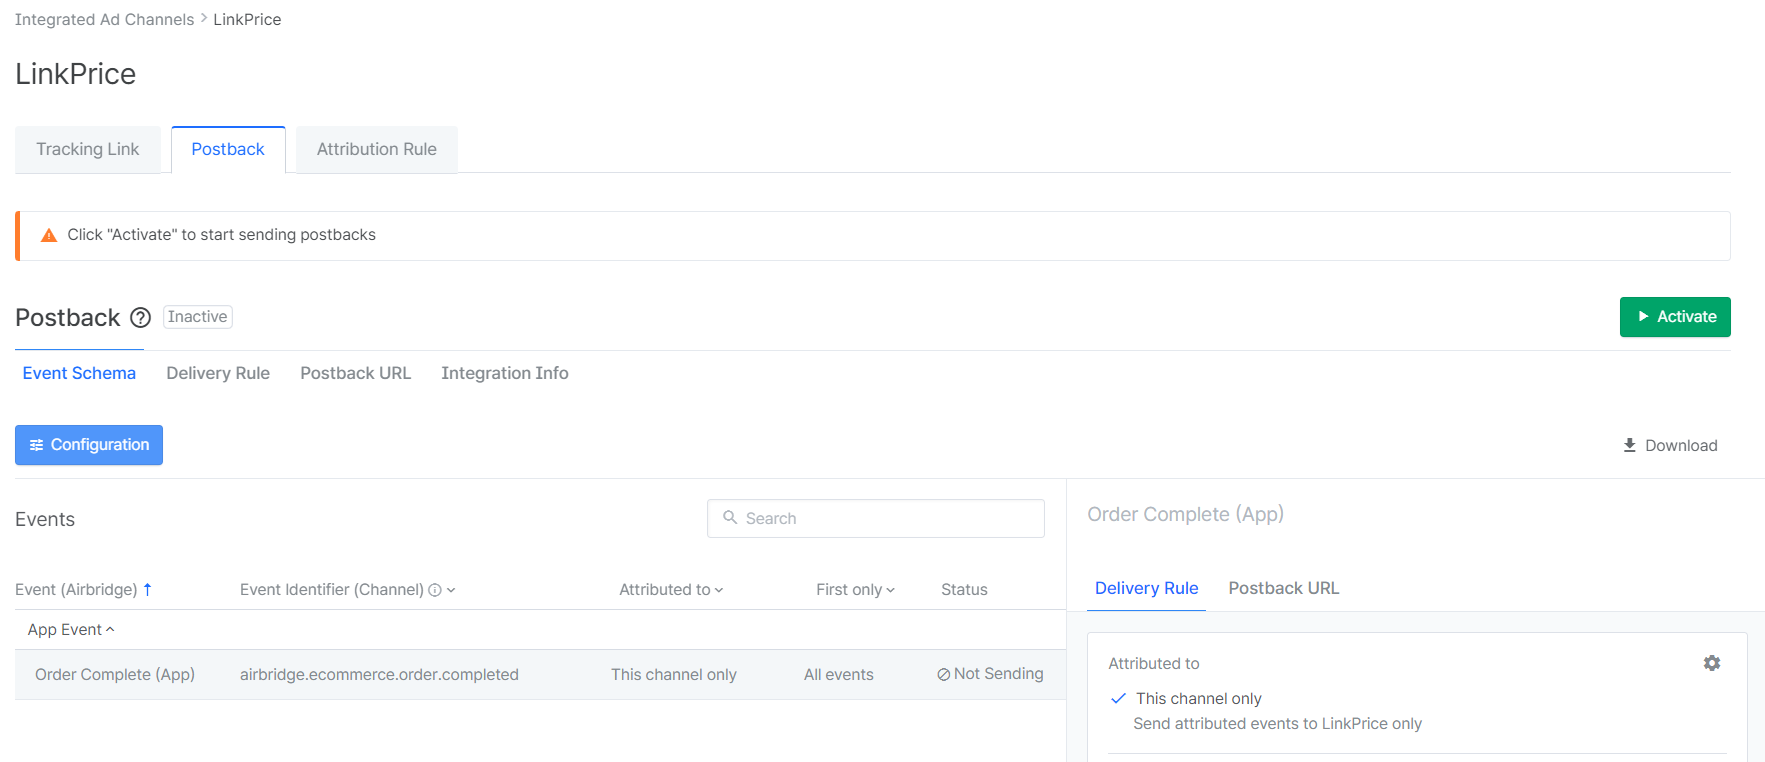 Integrated Ad Channels > LinkPrice
LinkPrice
Tracking Link Postback Attribution Rule
Click "Activate" to start sending postbacks
Postback ? Inactive
Activate
Event Schema Delivery Rule Postback URL Integration Info
Configuration
Download
Events
Search
Event (Airbridge) Event Identifier (Channel) Attributed to First only Status
App Event
Order Complete (App) airbridge.ecommerce.order.completed This channel only All events Not Sending
Order Complete (App)
Delivery Rule Postback URL
Attributed to
This channel only
Send attributed events to LinkPrice only